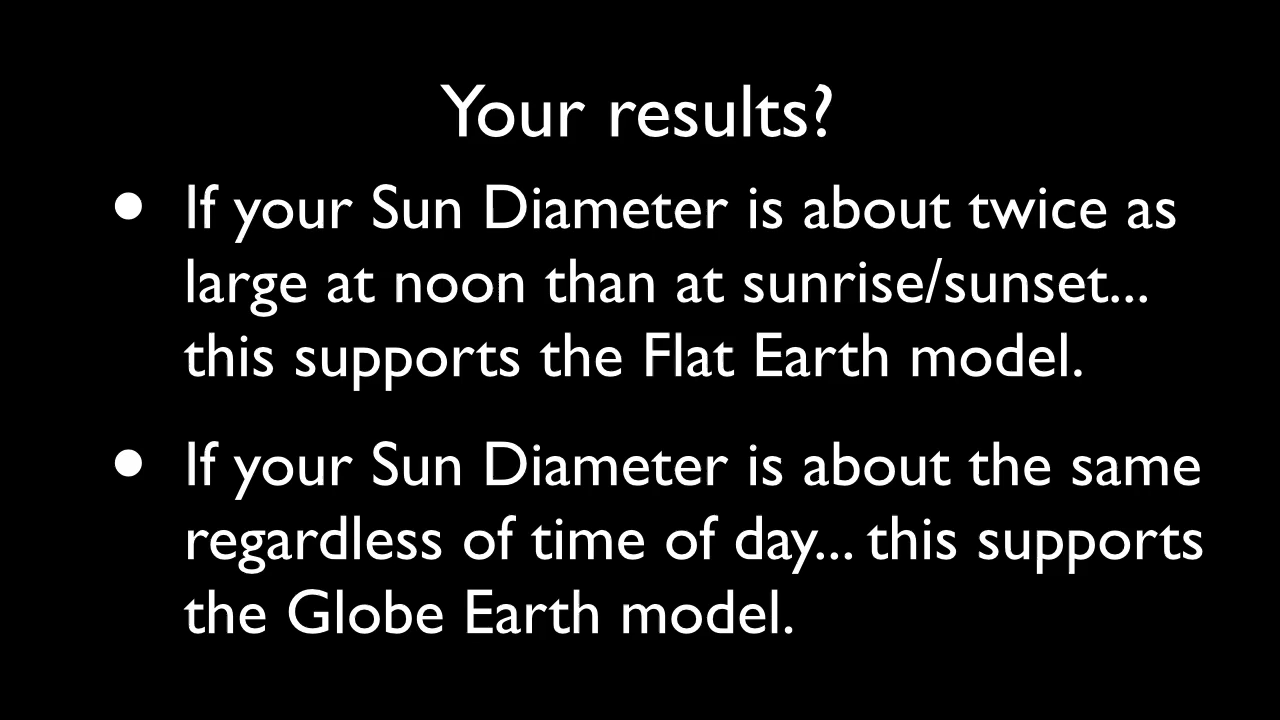 Your results?
• If your Sun Diameter is about twice as
large at noon than at sunrise/sunset...
this supports the Flat Earth model.
• If your Sun Diameter is about the same
regardless of time of day... this supports
the Globe Earth model.